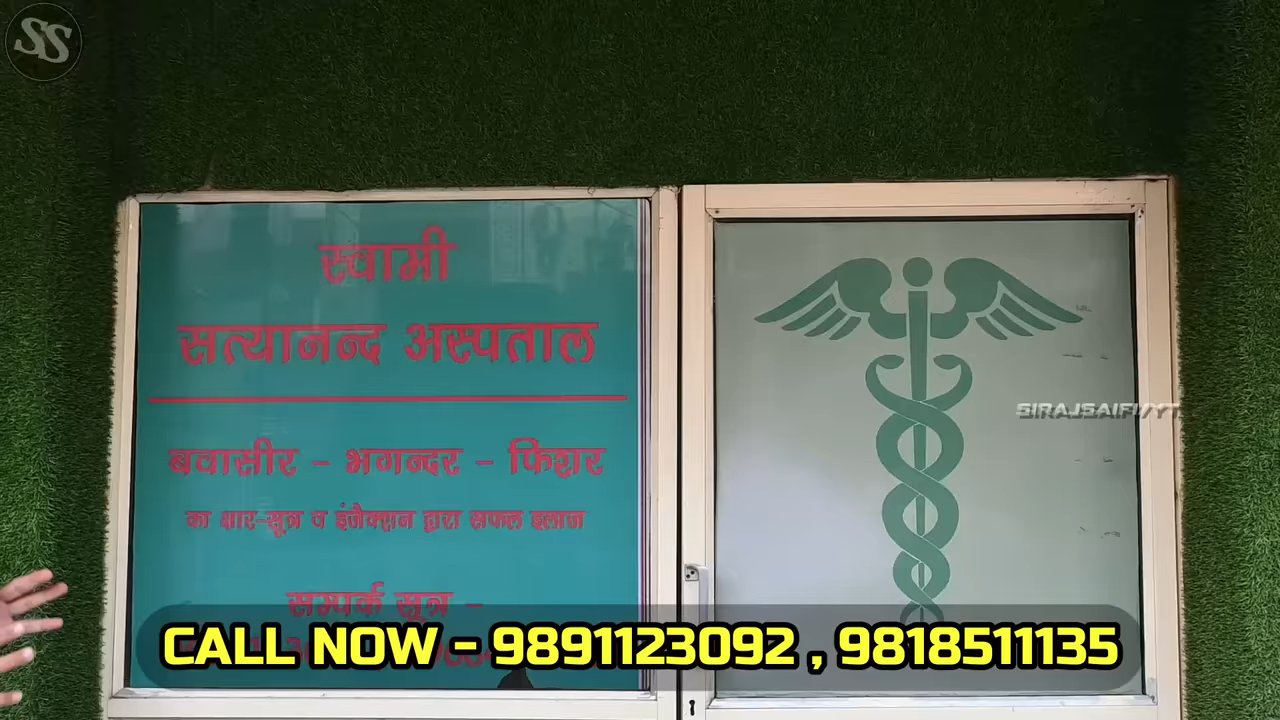 SS
स्वामी
सत्यानन्द अस्पताल
बवासीर - भगन्दर - फिशर
का क्षार-सूत्र व इंजैक्शन द्वारा सफल इलाज
सम्पर्क सूत्र -
SIRAJSAIFI/YT
CALL NOW - 9891123092 , 9818511135